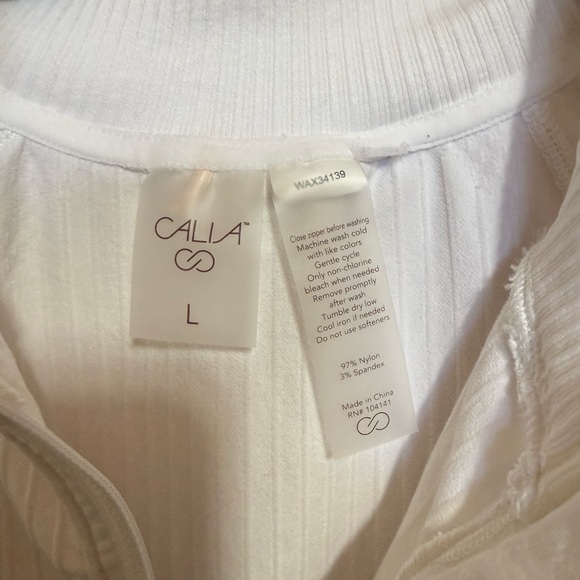 CALIA™
L
WAX34139
Close zipper before washing
Machine wash cold
with like colors
Gentle cycle
Only non-chlorine
bleach when needed
Remove promptly
after wash
Tumble dry low
Cool iron if needed
Do not use softeners
97% Nylon
3% Spandex
Made in China
RN# 104141